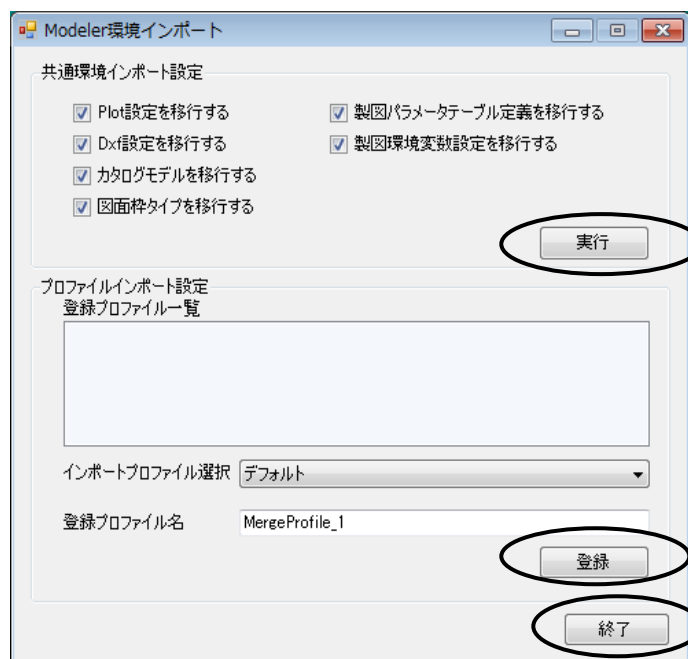 Modeler環境インポート
共通環境インポート設定
Plot設定を移行する 製図パラメータテーブル定義を移行する
Dxf設定を移行する 製図環境変数設定を移行する
カタログモデルを移行する
図面枠タイプを移行する
実行
プロファイルインポート設定
登録プロファイル一覧
インポートプロファイル選択 デフォルト
登録プロファイル名 MergeProfile_1
登録
終了